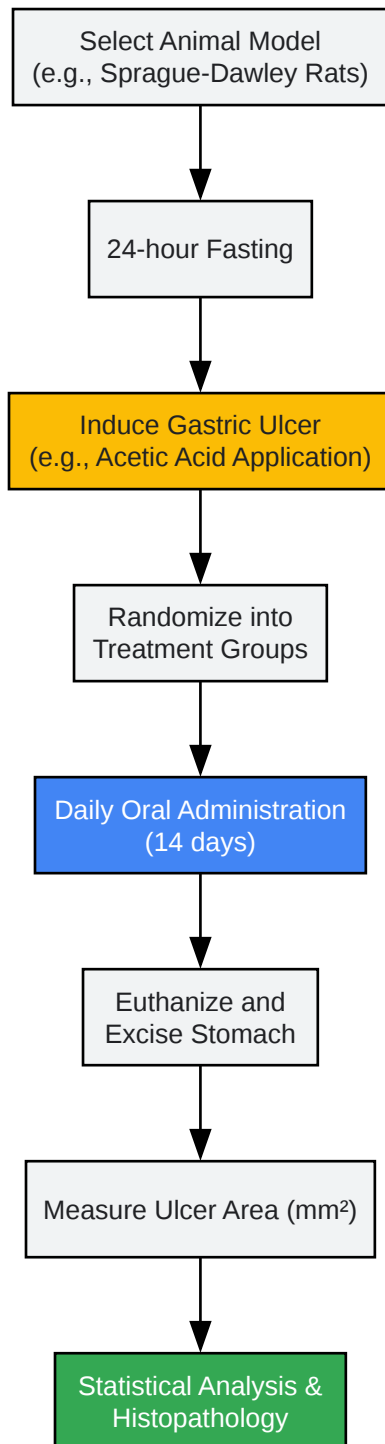 Select Animal Model
(e.g., Sprague-Dawley Rats)
24-hour Fasting
Induce Gastric Ulcer
(e.g., Acetic Acid Application)
Randomize into
Treatment Groups
Daily Oral Administration
(14 days)
Euthanize and
Excise Stomach
Measure Ulcer Area (mm²)
Statistical Analysis &
Histopathology